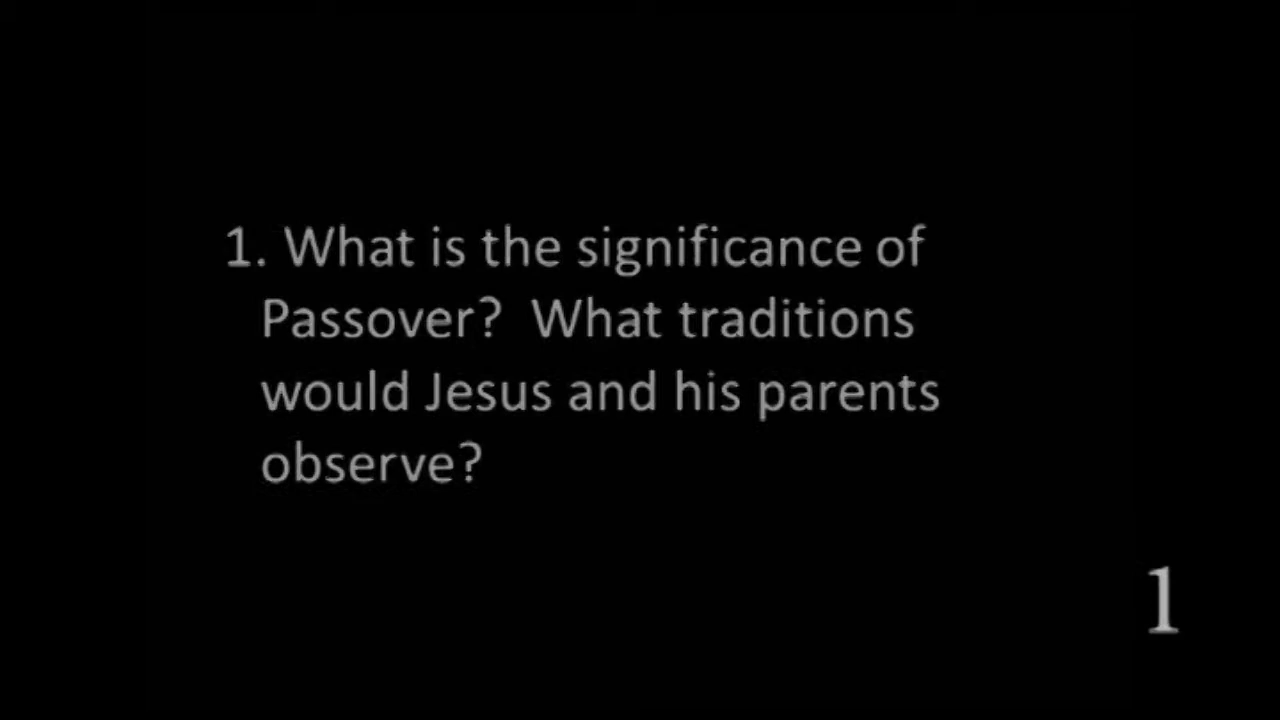 1. What is the significance of
Passover?  What traditions
would Jesus and his parents
observe?
1